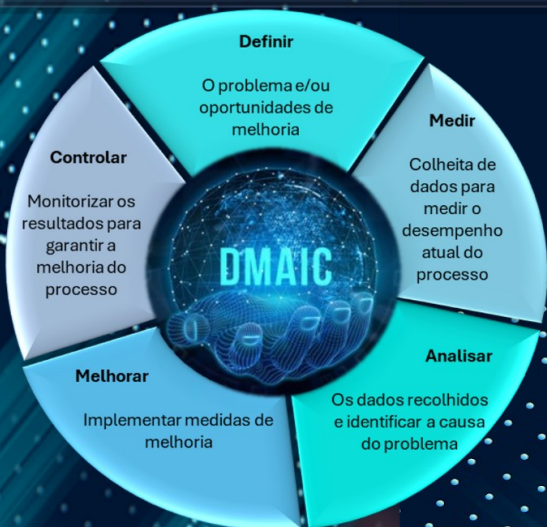 Definir
O problema e/ou
oportunidades de
melhoria
Medir
Colheita de
dados para
medir o
desempenho
atual do
processo
Analisar
Os dados recolhidos
e identificar a causa
do problema
Melhorar
Implementar medidas de
melhoria
Controlar
Monitorizar os
resultados para
garantir a
melhoria do
processo
DMAIC